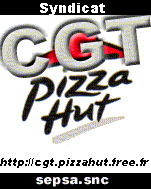 Syndicat
CGT
Pizza
Hut
http://cgt.pizzahut.free.fr
sepsa.snc